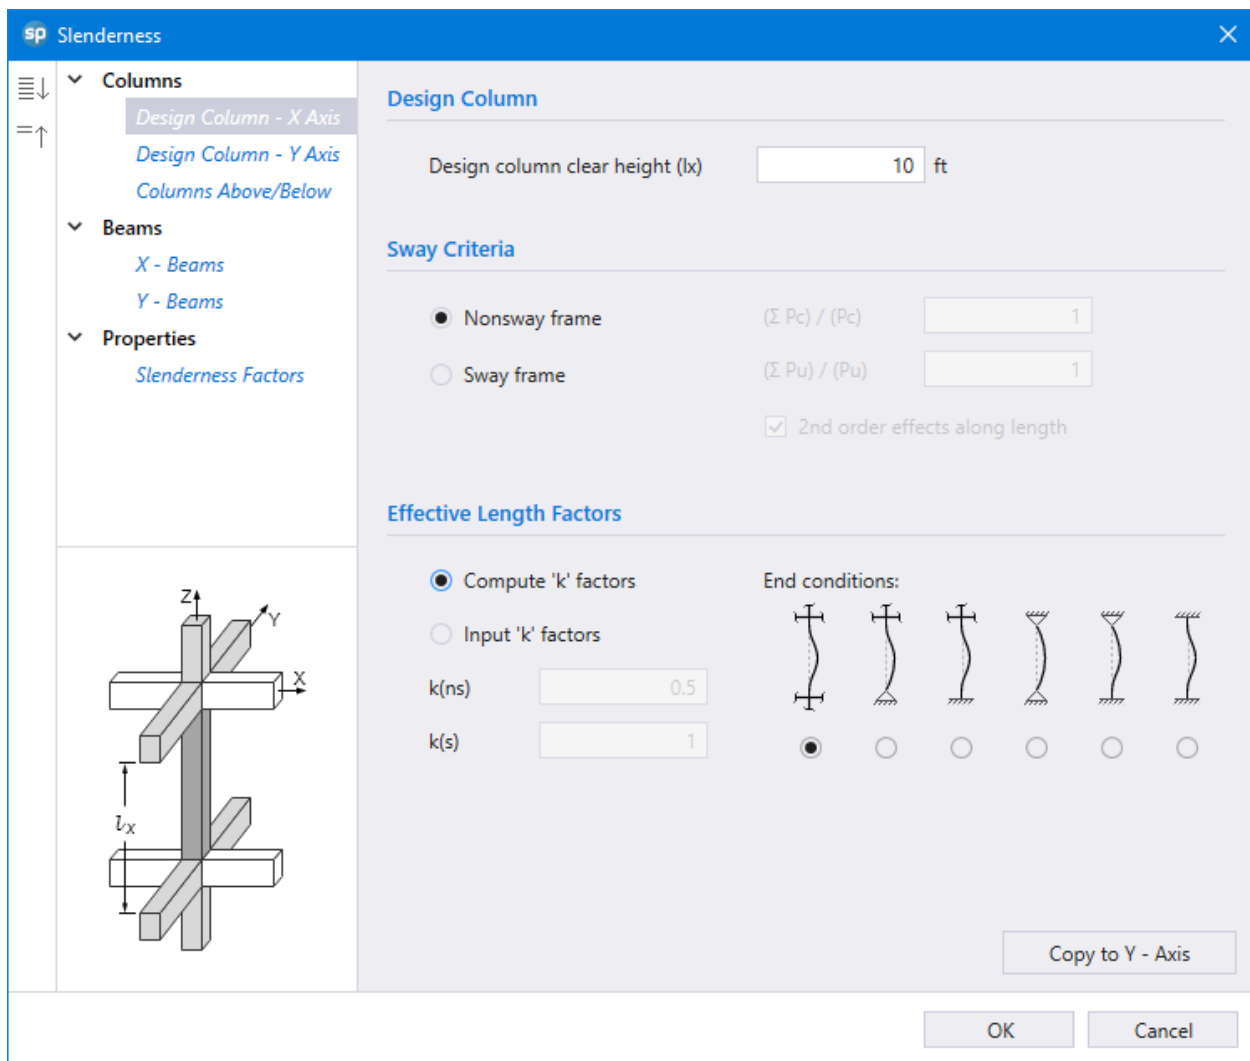 sp Slenderness
Columns
Design Column - X Axis
Design Column - Y Axis
Columns Above/Below
Beams
X - Beams
Y - Beams
Properties
Slenderness Factors
Z
Y
X
lx
Design Column
Design column clear height (lx) 10 ft
Sway Criteria
Nonsway frame (Σ Pc) / (Pc) 1
Sway frame (Σ Pu) / (Pu) 1
2nd order effects along length
Effective Length Factors
Compute 'k' factors End conditions:
Input 'k' factors
k(ns) 0.5
k(s) 1
Copy to Y - Axis
OK Cancel